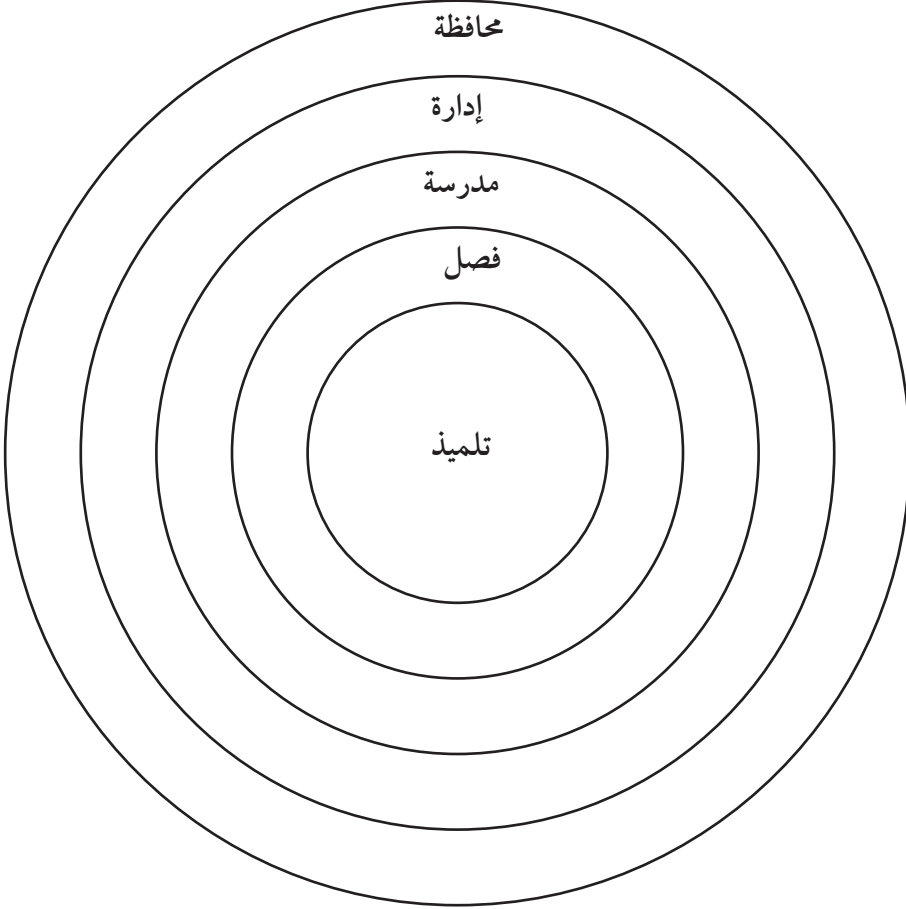 محافظة
إدارة
مدرسة
فصل
تلميذ